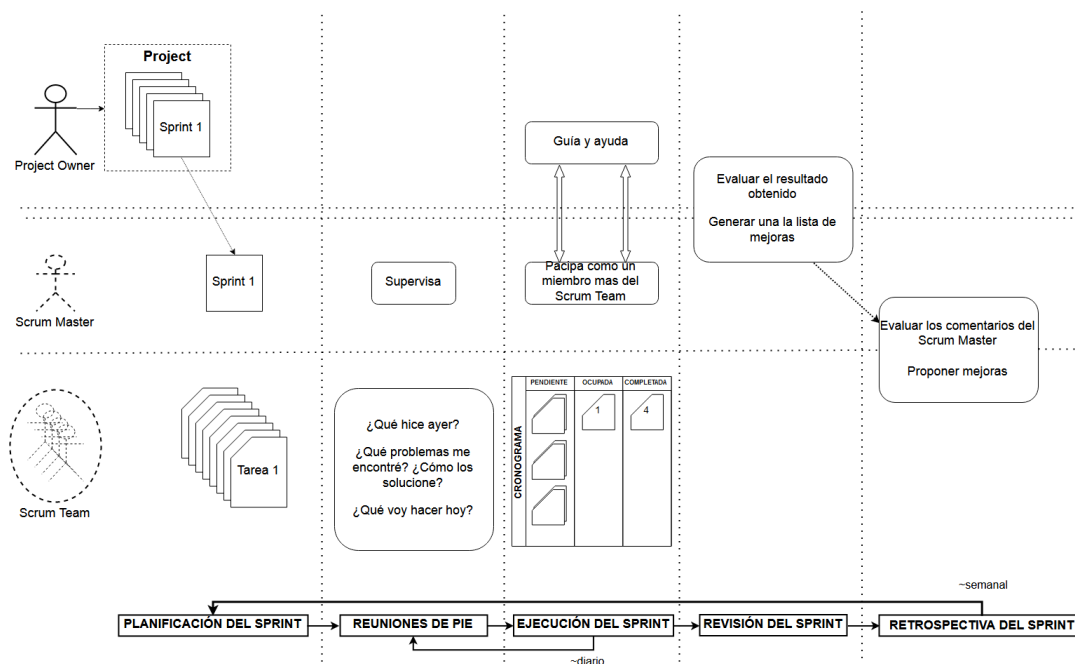 Project
Sprint 1
Project Owner
Guía y ayuda
Evaluar el resultado
obtenido
Generar una la lista de
mejoras
Scrum Master
Sprint 1
Supervisa
Pacipa como un
miembro mas del
Scrum Team
Evaluar los comentarios del
Scrum Master
Proponer mejoras
Scrum Team
Tarea 1
¿Qué hice ayer?
¿Qué problemas me
encontré? ¿Cómo los
solucione?
¿Qué voy hacer hoy?
CRONOGRAMA
PENDIENTE
OCUPADA
COMPLETADA
1
4
~semanal
PLANIFICACIÓN DEL SPRINT
REUNIONES DE PIE
EJECUCIÓN DEL SPRINT
REVISIÓN DEL SPRINT
RETROSPECTIVA DEL SPRINT
~diario